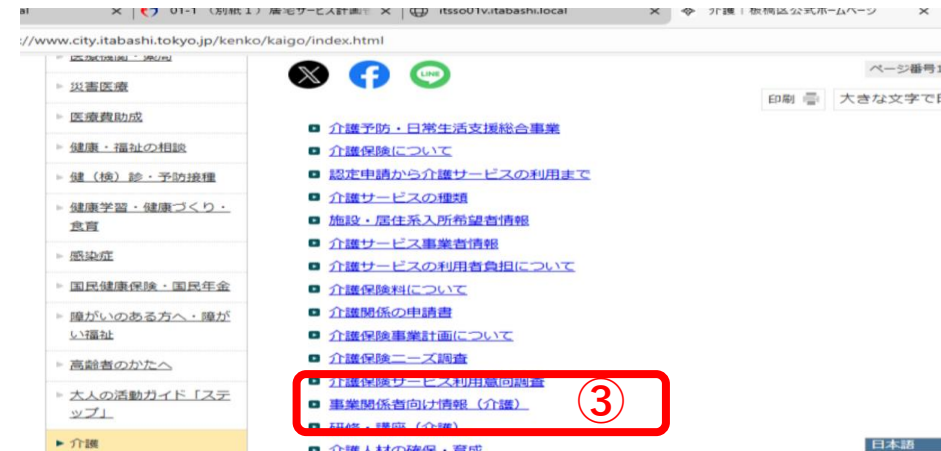 01-1 （別紙１）居宅サービス計画
itsso01v.itabashi.local
介護｜板橋区公式ホームページ
://www.city.itabashi.tokyo.jp/kenko/kaigo/index.html
医療機関・薬局
災害医療
医療費助成
健康・福祉の相談
健（検）診・予防接種
健康学習・健康づくり・
食育
感染症
国民健康保険・国民年金
障がいのある方へ・障が
い福祉
高齢者のかたへ
大人の活動ガイド「ステ
ップ」
介護
LINE
ページ番号
印刷
大きな文字で
介護予防・日常生活支援総合事業
介護保険について
認定申請から介護サービスの利用まで
介護サービスの種類
施設・居住系入所希望者情報
介護サービス事業者情報
介護サービスの利用者負担について
介護保険料について
介護関係の申請書
介護保険事業計画について
介護保険ニーズ調査
介護保険サービス利用意向調査
事業関係者向け情報（介護）
③
研修・講座（介護）
介護人材の確保・育成
日本語